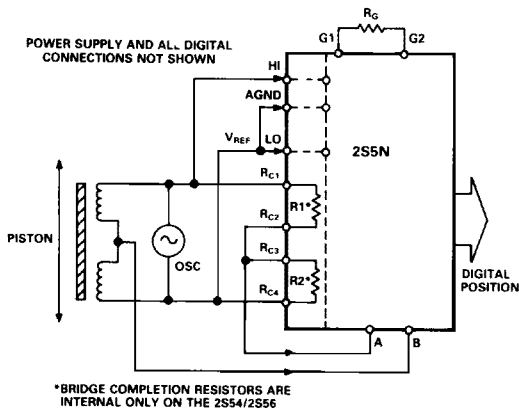 POWER SUPPLY AND ALL DIGITAL
CONNECTIONS NOT SHOWN
RG
G1
G2
HI
AGND
VREF
LO
2S5N
RC1
R1*
RC2
RC3
R2*
RC4
PISTON
OSC
DIGITAL
POSITION
A
B
*BRIDGE COMPLETION RESISTORS ARE
INTERNAL ONLY ON THE 2S54/2S56